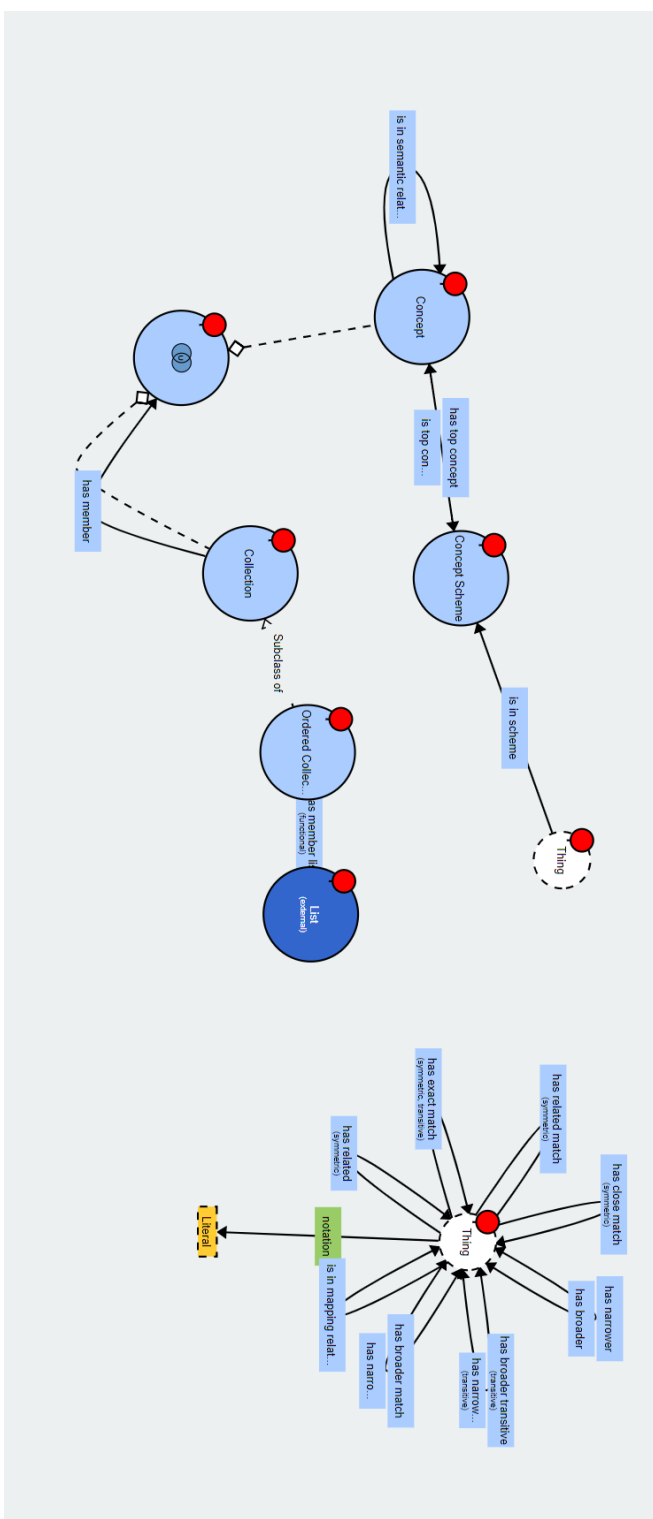 is in semantic relat...
Concept
has top concept
is top con...
has member
Collection
Concept Scheme
Subclass of
is in scheme
Ordered Collec...
as member li
(functional)
Thing
List
(external)
has exact match
(symmetric, transitive)
has related match
(symmetric)
has related
(symmetric)
has close match
(symmetric)
Thing
Literal
notation
is in mapping relat...
has narrower
has broader
has broader match
has narro...
has broader transitive
(transitive)
has narrow...
(transitive)